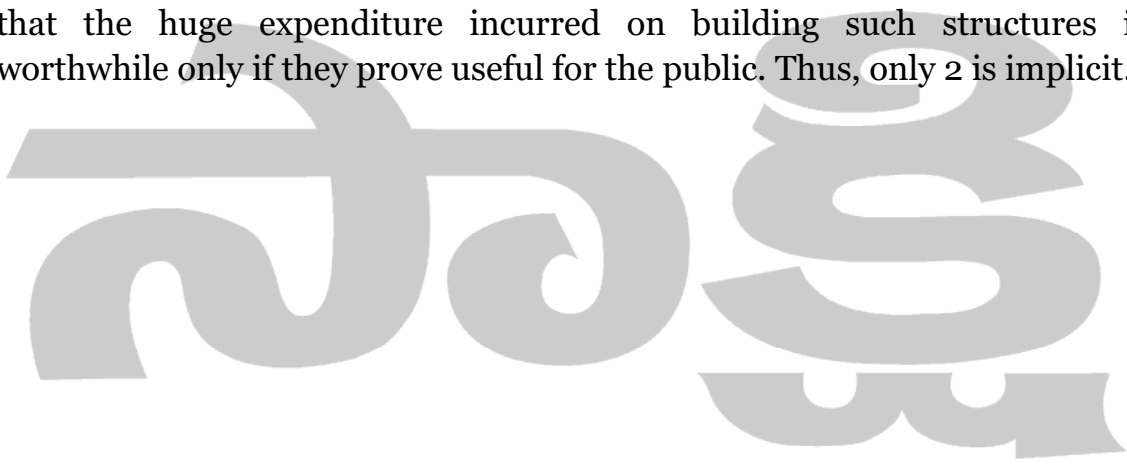 that the huge expenditure incurred on building such structures i
worthwhile only if they prove useful for the public. Thus, only 2 is implicit.
సాక్షి